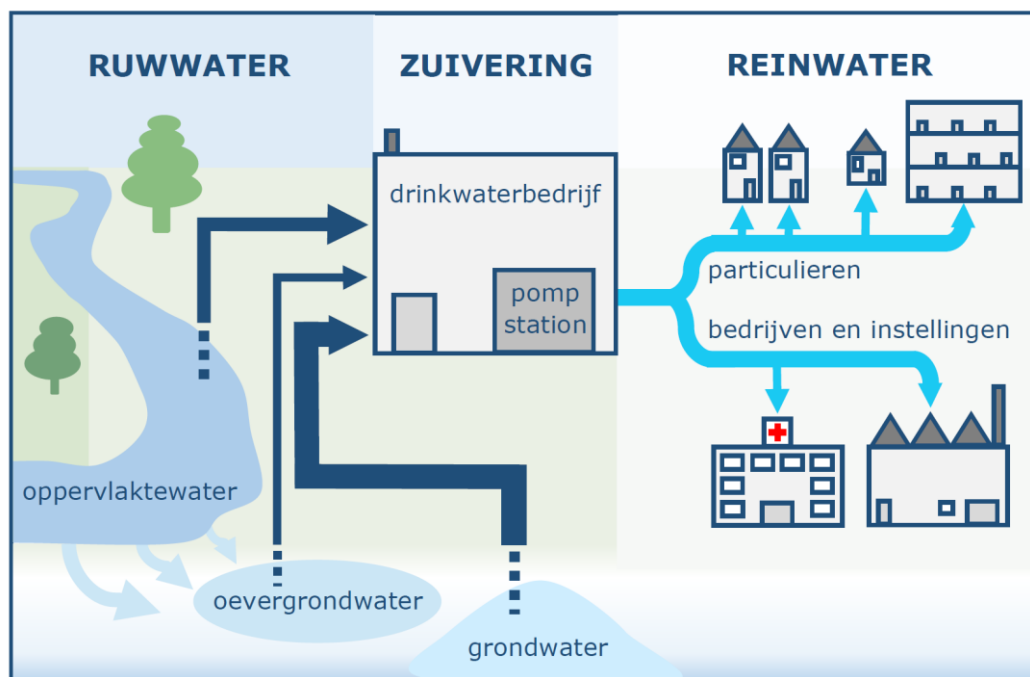 RUWWATER
ZUIVERING
REINWATER
drinkwaterbedrijf
pomp
station
particulieren
bedrijven en instellingen
oppervlaktewater
oevergrondwater
grondwater